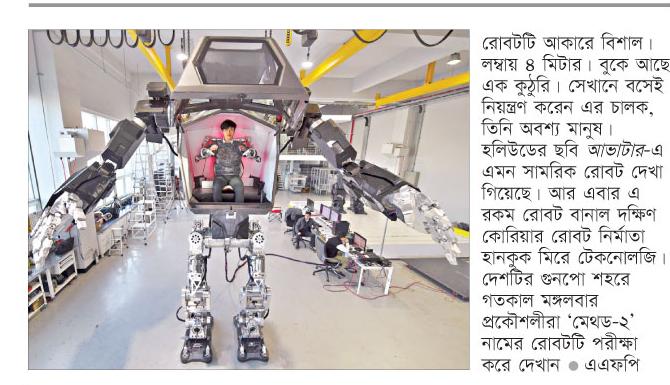 রোবটটি আকারে বিশাল।
লম্বায় ৪ মিটার। বুকে আছে
এক কুঠুরি। সেখানে বসেই
নিয়ন্ত্রণ করেন এর চালক,
তিনি অবশ্য মানুষ।
হলিউডের ছবি আভাটার-এ
এমন সামরিক রোবট দেখা
গিয়েছে। আর এবার এ
রকম রোবট বানাল দক্ষিণ
কোরিয়ার রোবট নির্মাতা
হানকুক মিরে টেকনোলজি।
দেশটির গুনপো শহরে
গতকাল মঙ্গলবার
প্রকৌশলীরা ‘মেথড-২’
নামের রোবটটি পরীক্ষা
করে দেখান ● এএফপি